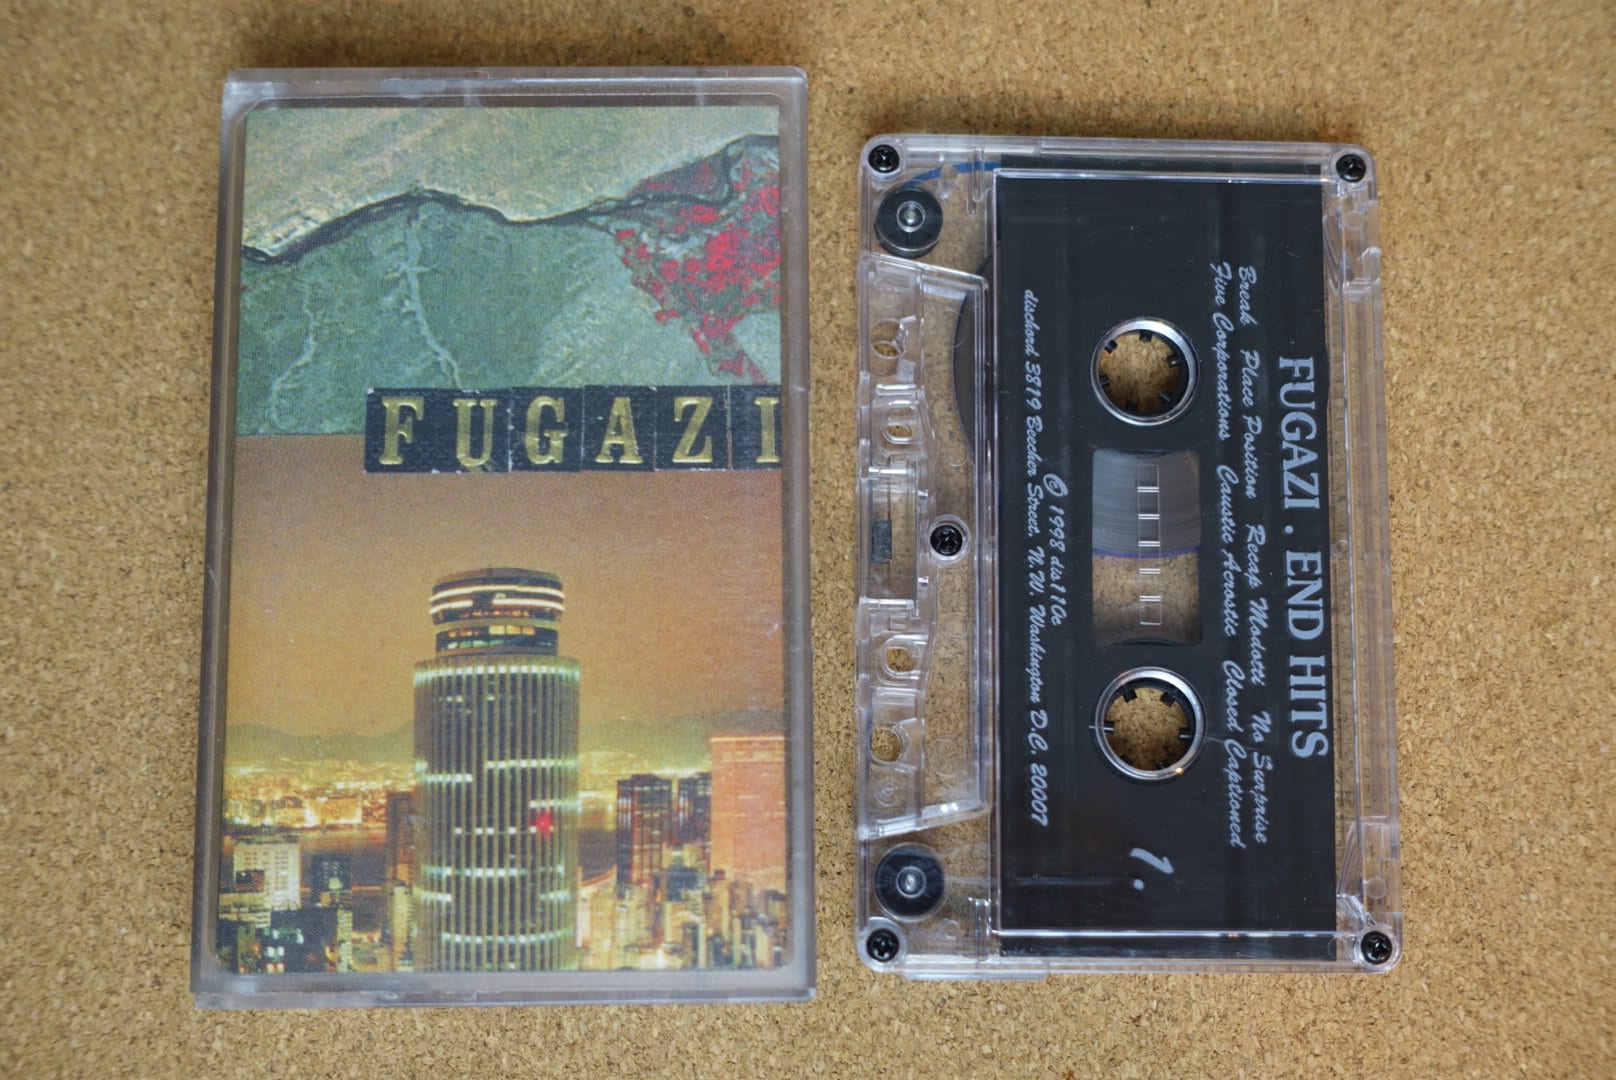 FUGAZI
FUGAZI . END HITS
Break Place Position Recap Modotti No Surprise
Five Corporations Caustic Acrostic Closed Captioned
1.
© 1998 dis110c
dischord 3819 Beecher Street. N.W. Washington D.C. 20007